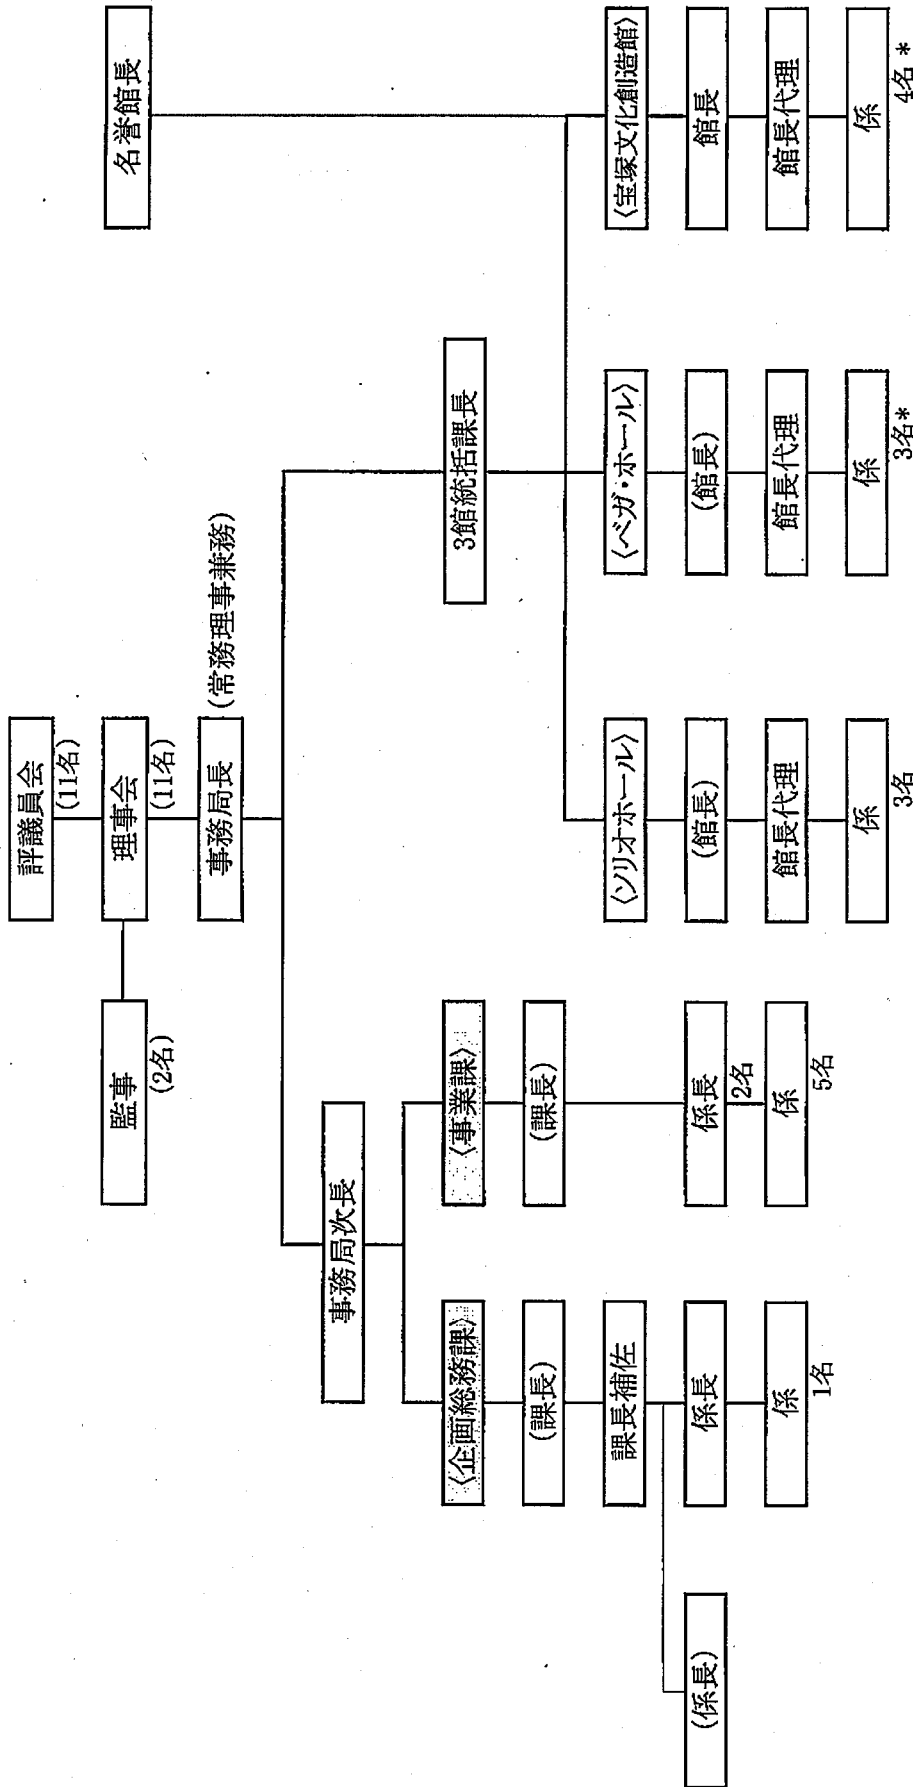 評議員会
(11名)
監事
(2名)
理事会
(11名)
名誉館長
事務局長
(常務理事兼務)
事務局次長
3館統括課長
〈企画総務課〉
(課長)
課長補佐
(係長)
係長
係
1名
〈事業課〉
(課長)
係長
2名
係
5名
〈ソリオホール〉
(館長)
館長代理
係
3名
〈ベガ・ホール〉
(館長)
館長代理
係
3名*
〈宝塚文化創造館〉
館長
館長代理
係
4名*